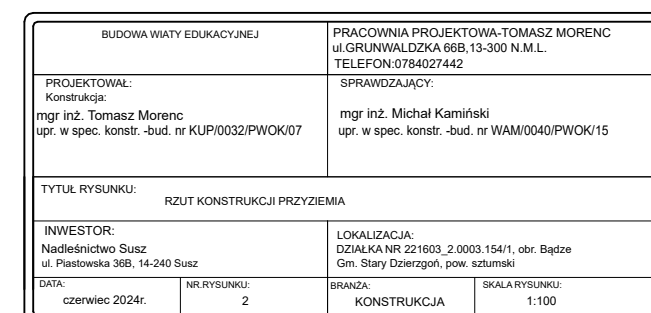 BUDOWA WIATY EDUKACYJNEJ
PRACOWNIA PROJEKTOWA-TOMASZ MORENC
ul.GRUNWALDZKA 66B,13-300 N.M.L.
TELEFON:0784027442
PROJEKTOWAŁ:
Konstrukcja:
mgr inż. Tomasz Morenc
upr. w spec. konstr. -bud. nr KUP/0032/PWOK/07
SPRAWDZAJĄCY:
mgr inż. Michał Kamiński
upr. w spec. konstr. -bud. nr WAM/0040/PWOK/15
TYTUŁ RYSUNKU:
RZUT KONSTRUKCJI PRZYZIEMIA
INWESTOR:
Nadleśnictwo Susz
ul. Piastowska 36B, 14-240 Susz
LOKALIZACJA:
DZIAŁKA NR 221603_2.0003.154/1, obr. Bądze
Gm. Stary Dzierzgoń, pow. sztumski
DATA:
czerwiec 2024r.
NR.RYSUNKU:
2
BRANŻA:
KONSTRUKCJA
SKALA RYSUNKU:
1:100